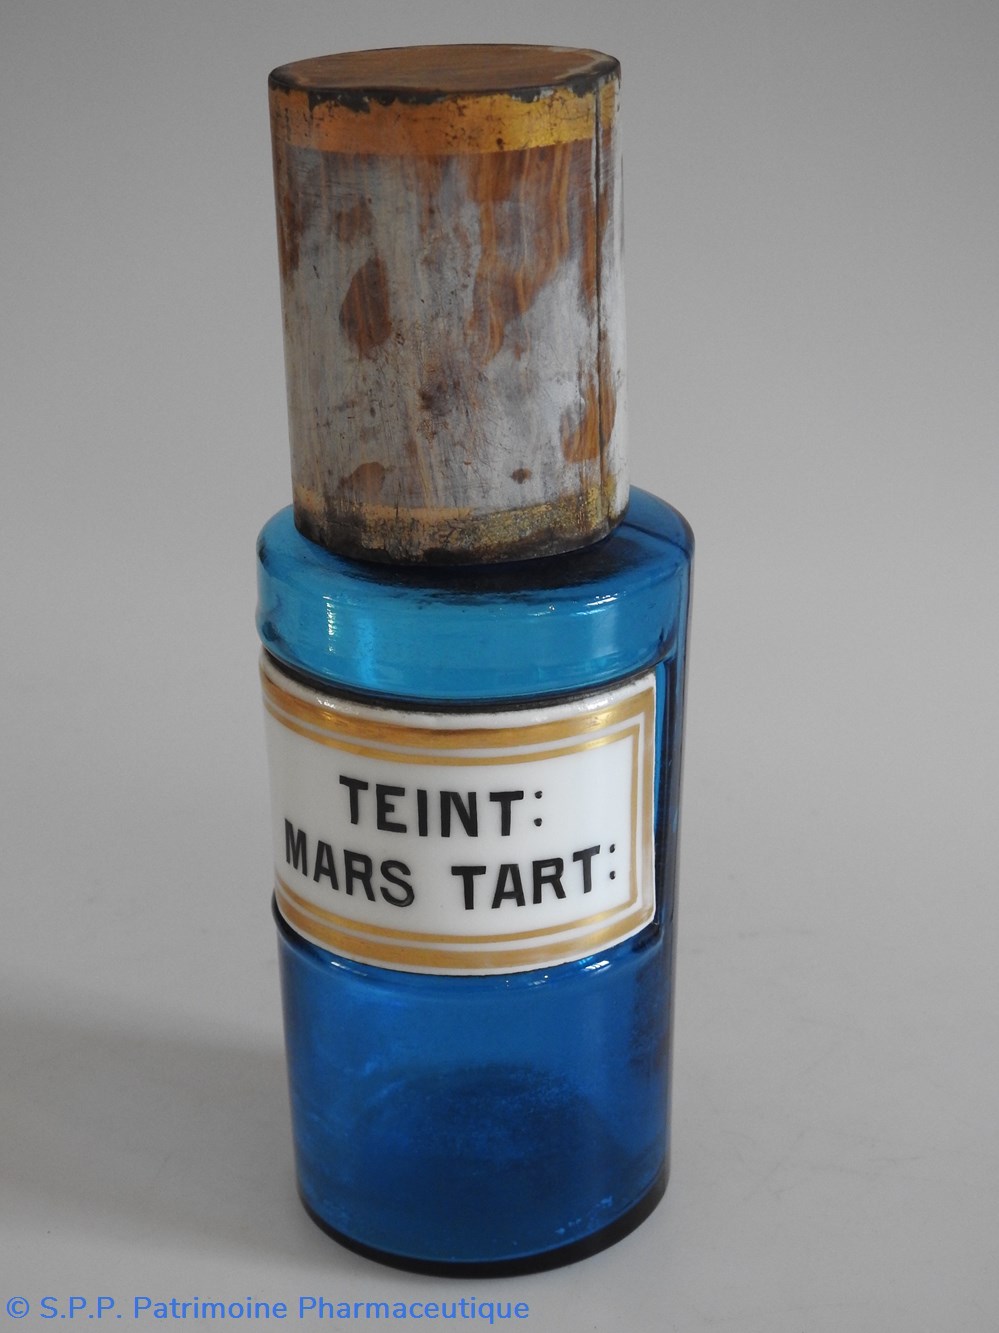 TEINT:
MARS TART:
© S.P.P. Patrimoine Pharmaceutique